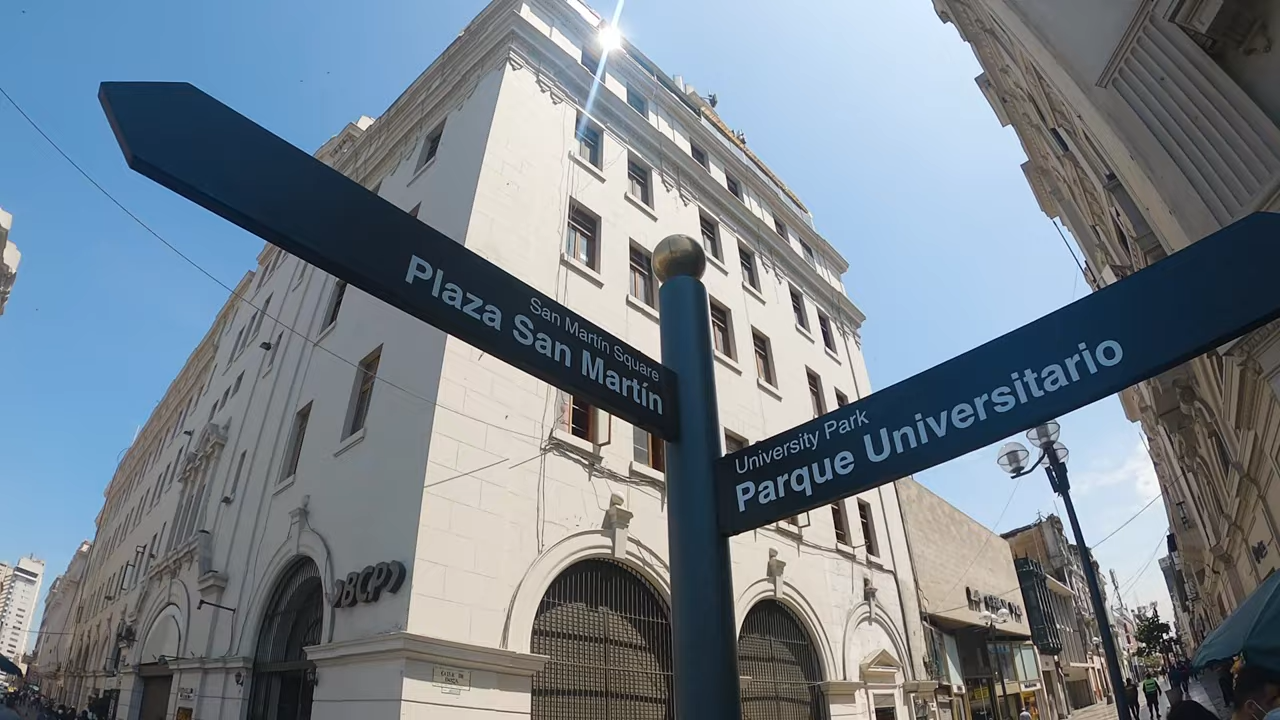 San Martín Square
Plaza San Martín
University Park
Parque Universitario
›BCP›